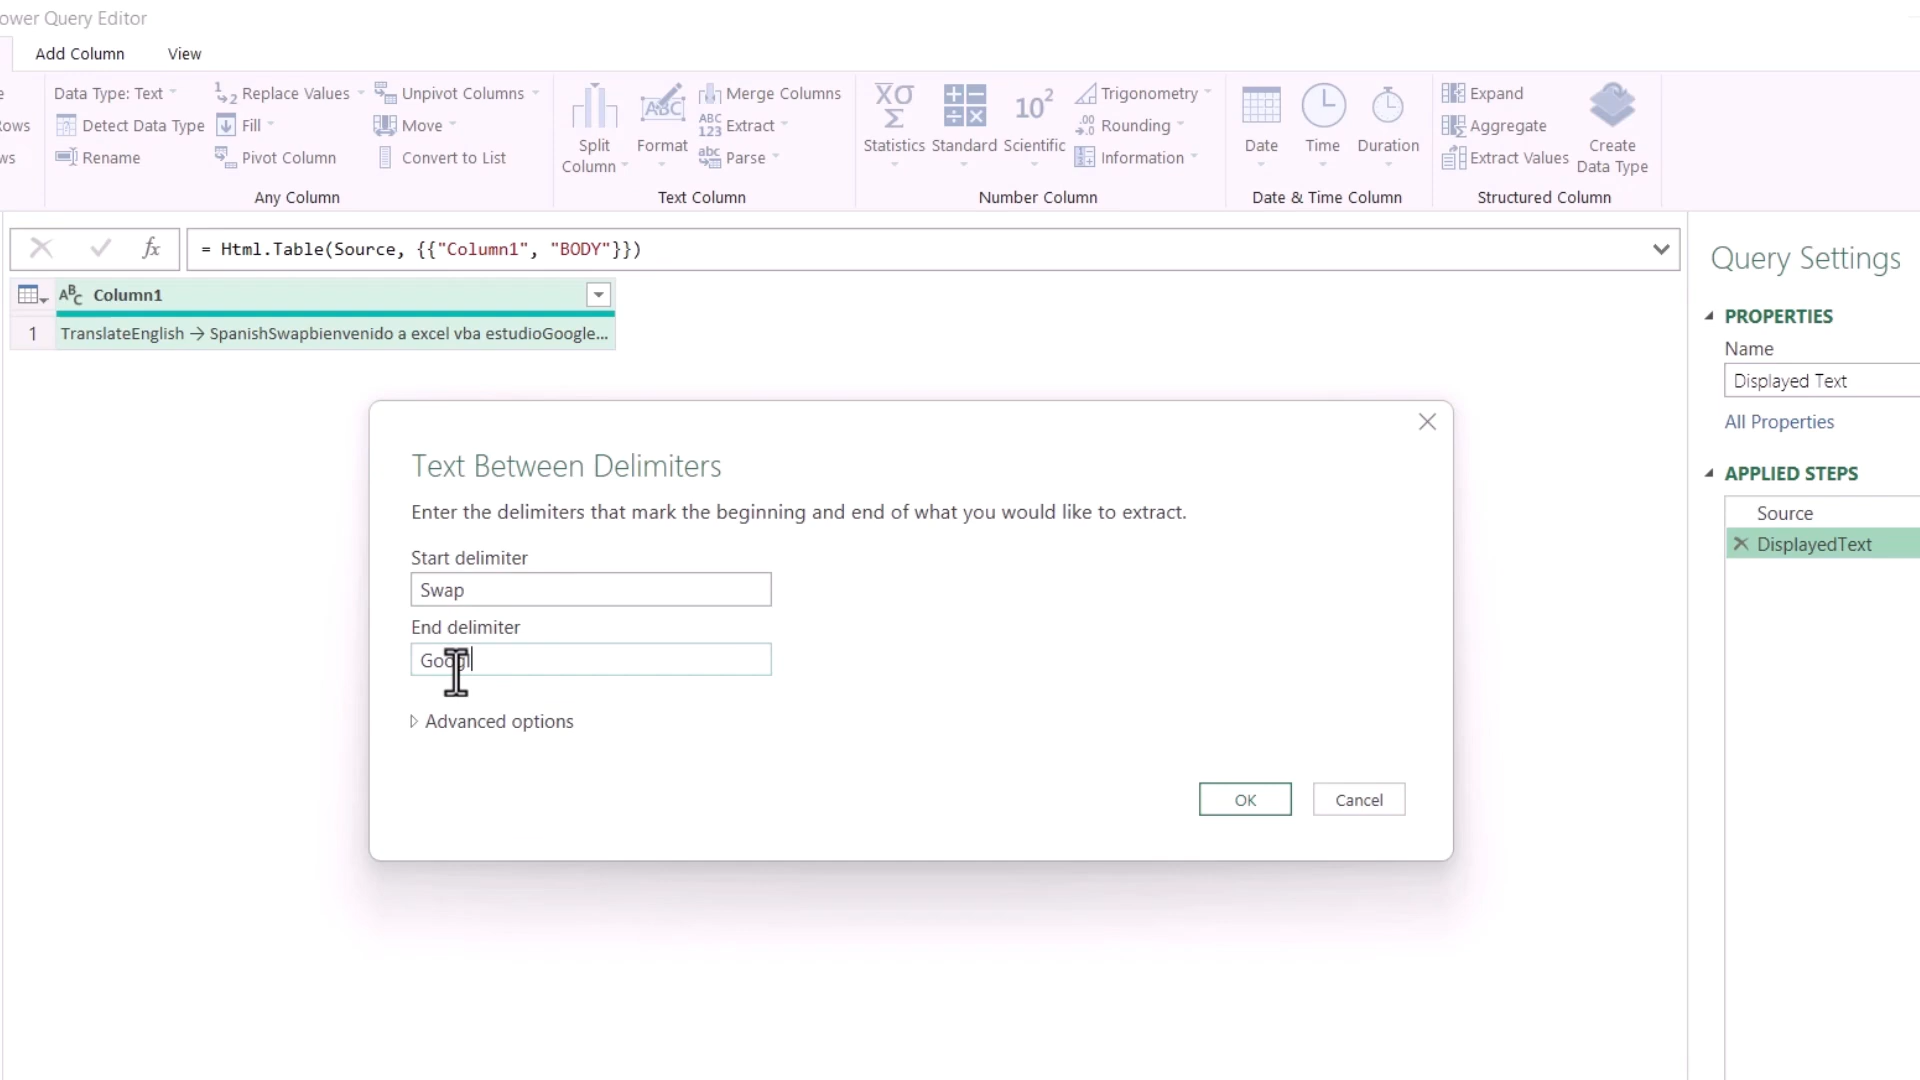 ower Query Editor
Add Column View
e Data Type: Text Replace Values Unpivot Columns Merge Columns Trigonometry Expand
ows Detect Data Type Fill Move Extract Rounding Aggregate
ws Rename Pivot Column Convert to List Parse Information Extract Values
Split Column Format Statistics Standard Scientific Date Time Duration Create Data Type
Any Column Text Column Number Column Date & Time Column Structured Column
fx = Html.Table(Source, {{"Column1", "BODY"}})
Column1
1 TranslateEnglish → SpanishSwapbienvenido a excel vba estudioGoogle...
Text Between Delimiters
Enter the delimiters that mark the beginning and end of what you would like to extract.
Start delimiter
Swap
End delimiter
Googl
Advanced options
OK Cancel
Query Settings
PROPERTIES
Name
Displayed Text
All Properties
APPLIED STEPS
Source
DisplayedText